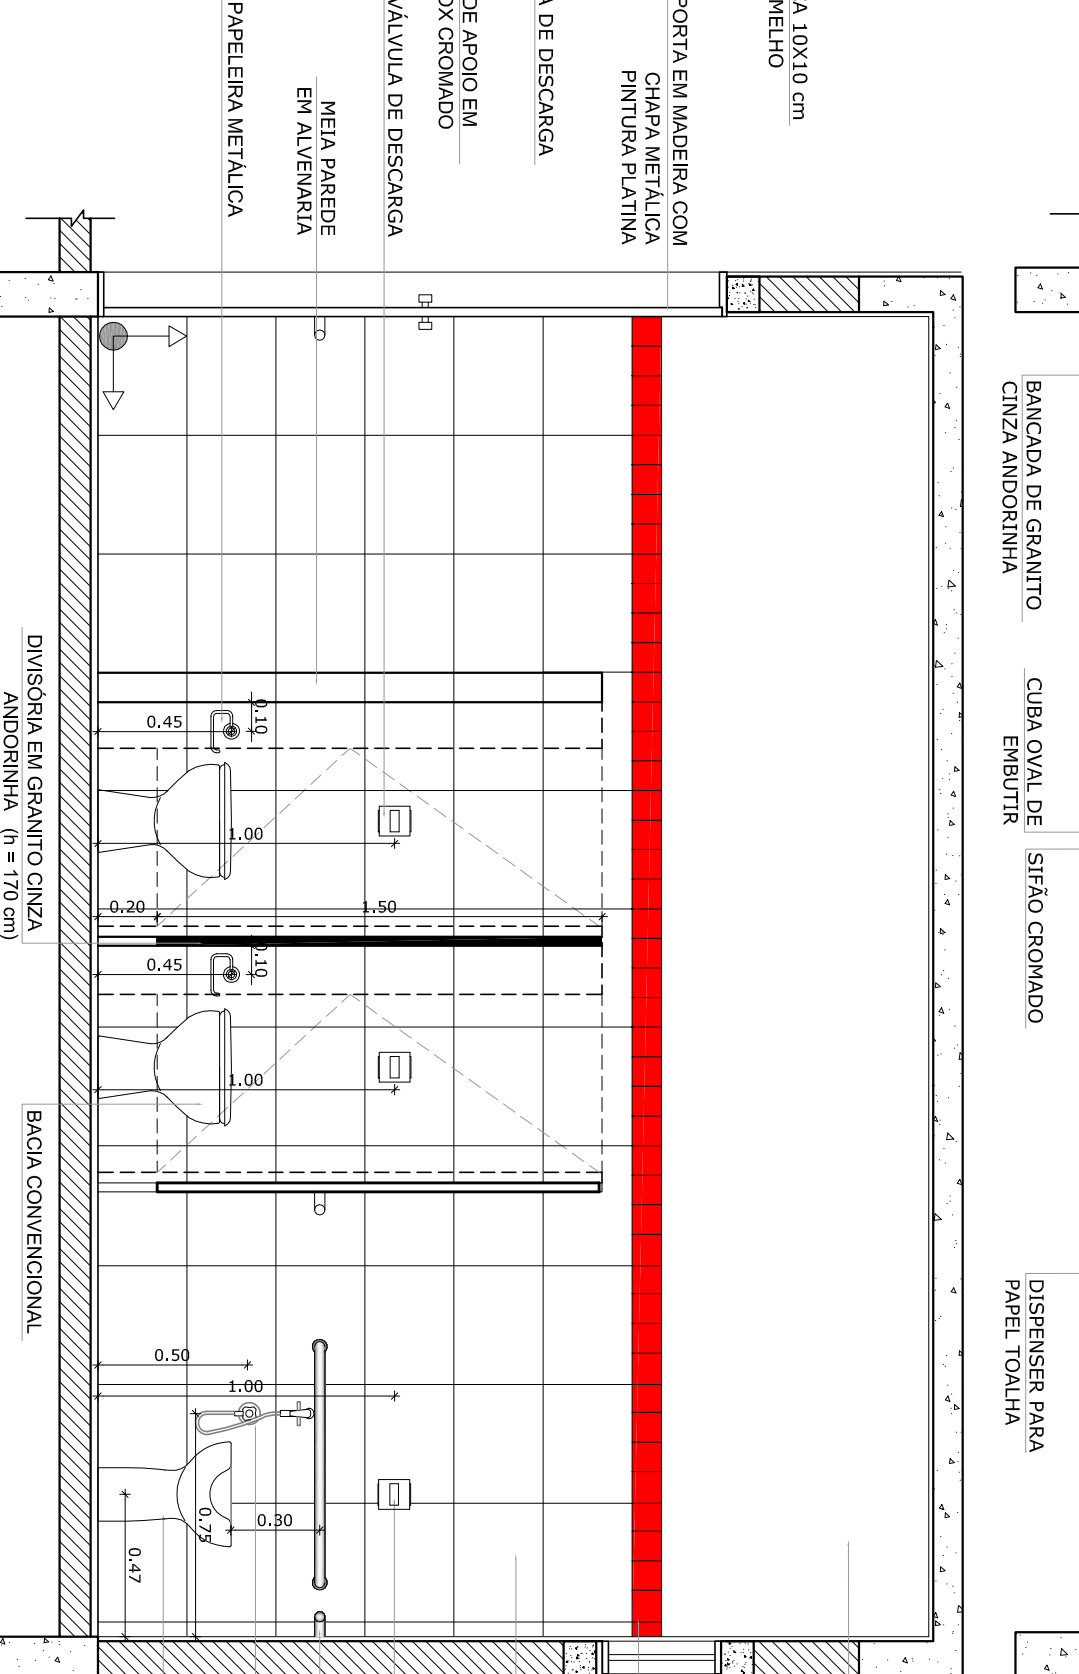 A 10X10 cm
MELHO
PORTA EM MADEIRA COM
CHAPA METÁLICA
PINTURA PLATINA
A DE DESCARGA
DE APOIO EM
OX CROMADO
VÁLVULA DE DESCARGA
MEIA PAREDE
EM ALVENARIA
PAPELEIRA METÁLICA
BANCADA DE GRANITO
CINZA ANDORINHA
CUBA OVAL DE
EMBUTIR
SIFÃO CROMADO
DISPENSER PARA
PAPEL TOALHA
0.45
0.10
1.00
0.20
1.50
0.45
0.10
1.00
0.50
1.00
0.75
0.30
0.47
DIVISÓRIA EM GRANITO CINZA
ANDORINHA (h = 170 cm)
BACIA CONVENCIONAL